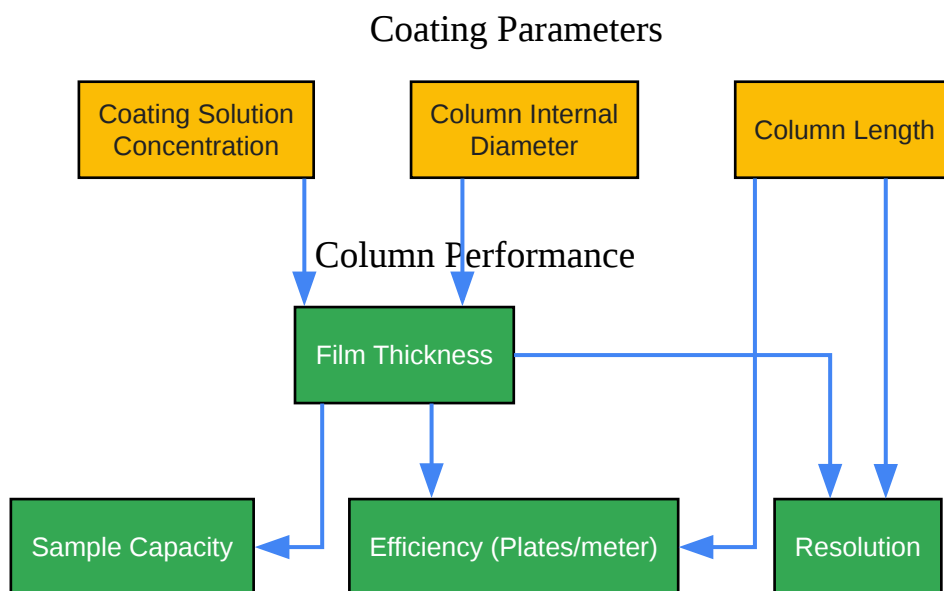 Coating Parameters
Coating Solution
Concentration
Column Internal
Diameter
Column Length
Column Performance
Film Thickness
Sample Capacity
Efficiency (Plates/meter)
Resolution